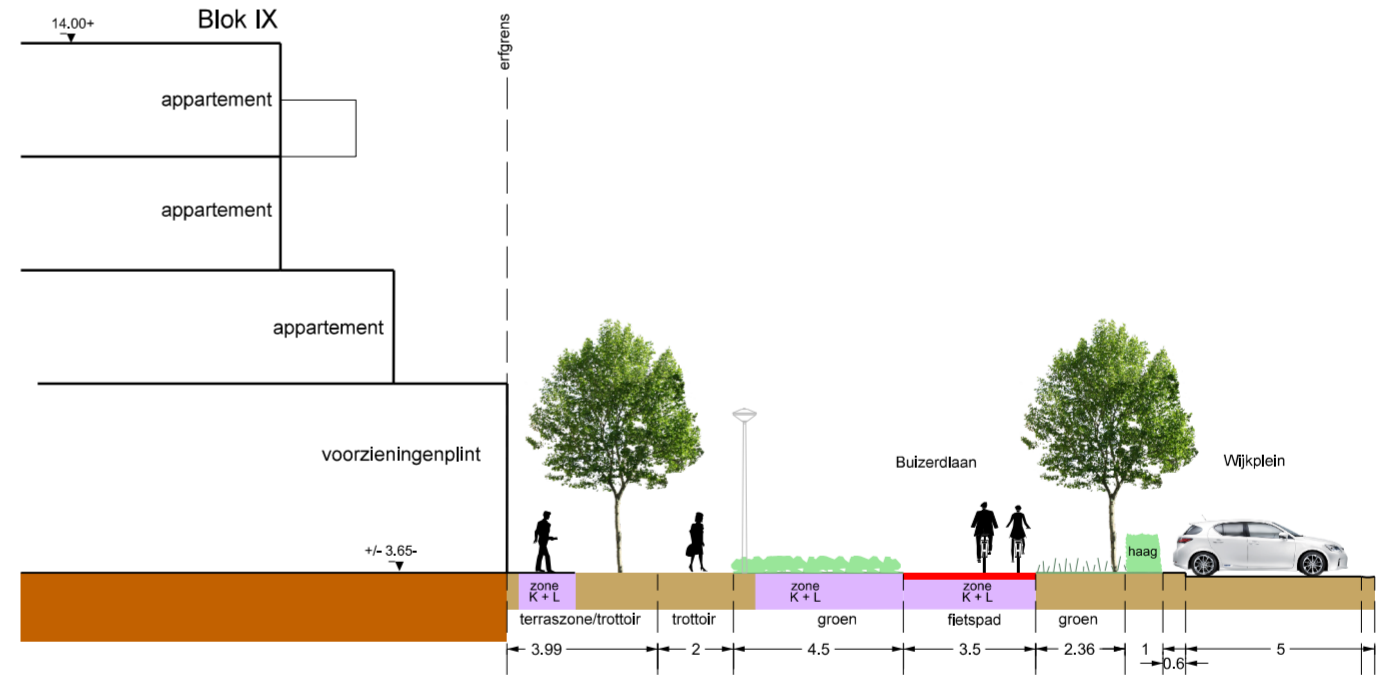 Blok IX
14.00+
erfgrens
appartement
appartement
appartement
voorzieningenplint
Buizerdlaan
Wijkplein
+/- 3.65-
haag
zone
K + L
zone
K + L
zone
K + L
terraszone/trottoir
trottoir
groen
fietspad
groen
3.99
2
4.5
3.5
2.36
1
0.6
5